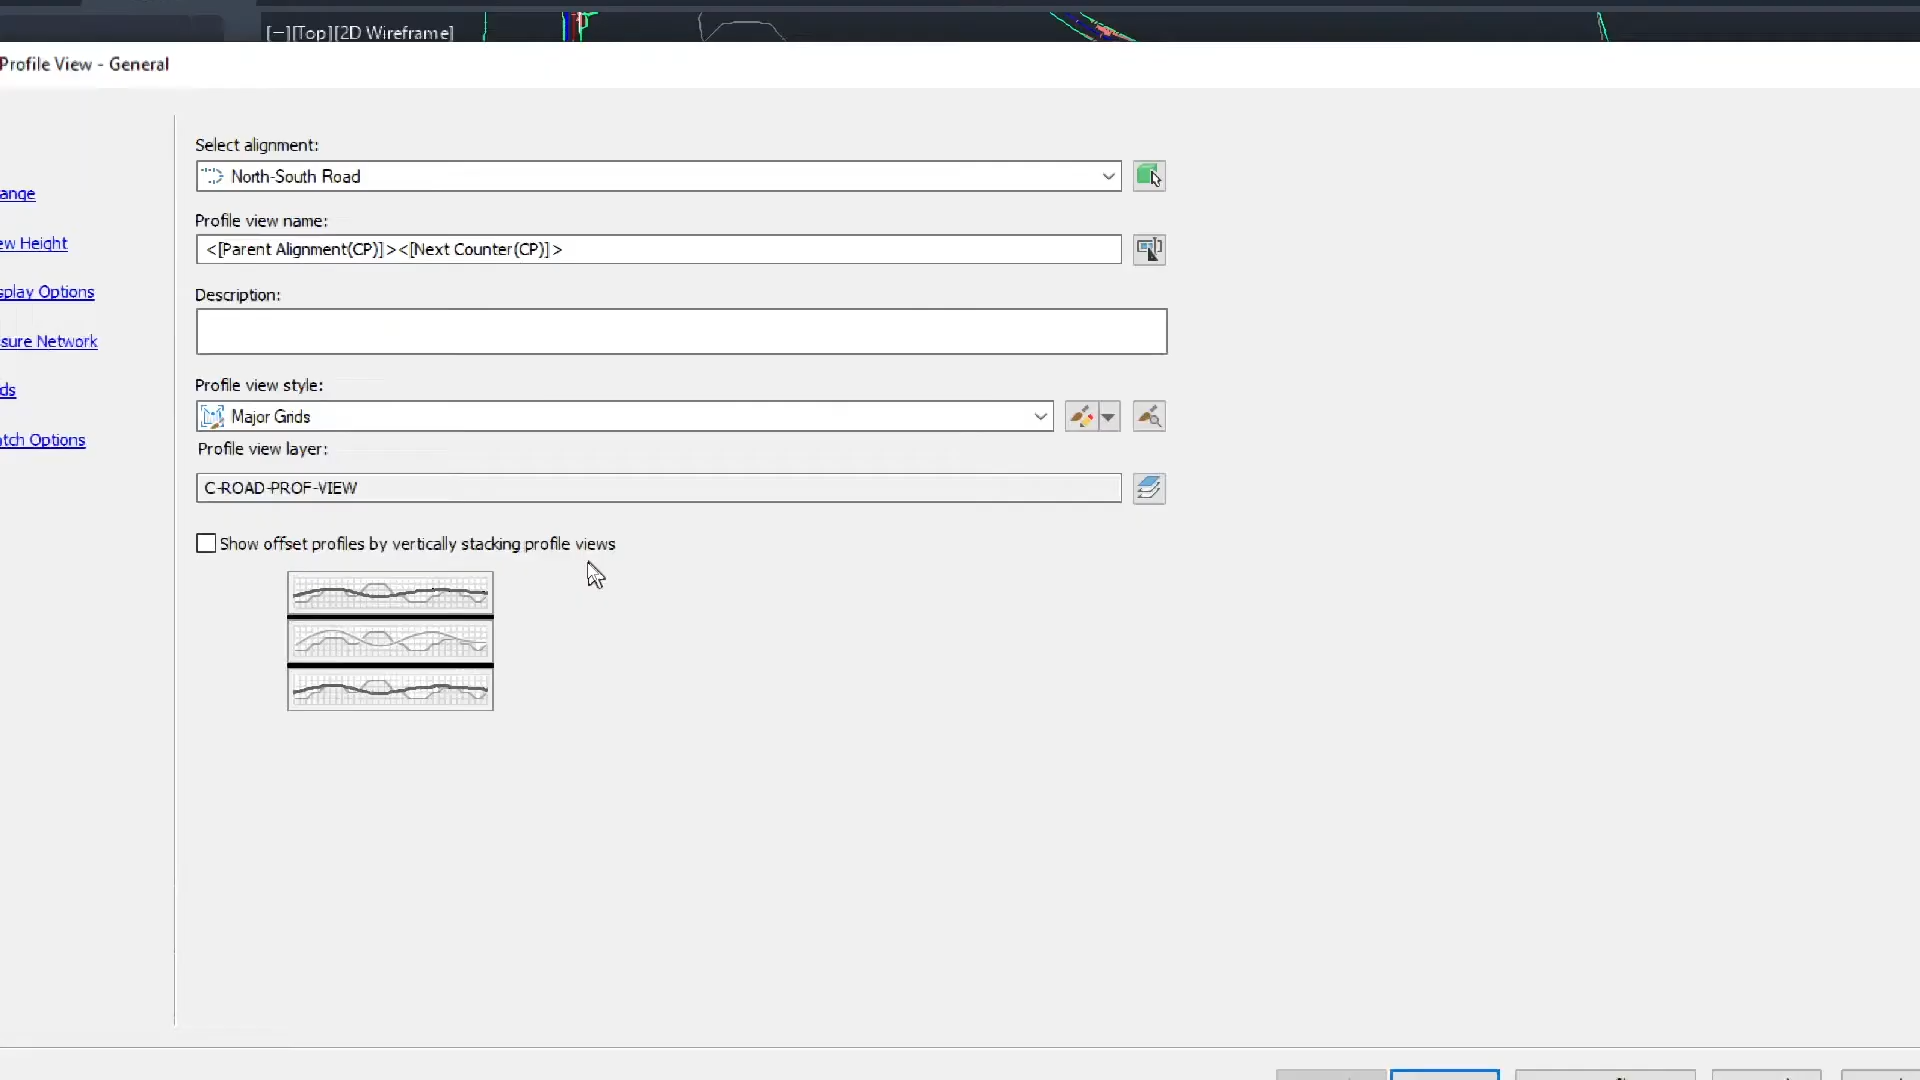 [−][Top][2D Wireframe]
Profile View - General
Select alignment:
North-South Road
ange
Profile view name:
<[Parent Alignment(CP)]><[Next Counter(CP)]>
ew Height
Description:
splay Options
sure Network
Profile view style:
ds
Major Grids
atch Options
Profile view layer:
C-ROAD-PROF-VIEW
Show offset profiles by vertically stacking profile views